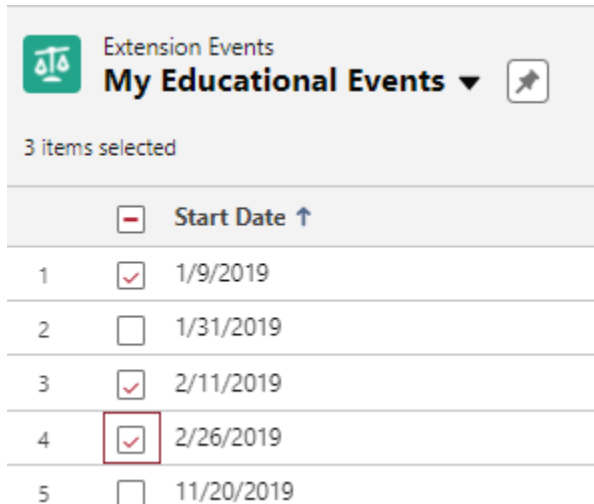 Extension Events
My Educational Events
3 items selected
Start Date ↑
1 1/9/2019
2 1/31/2019
3 2/11/2019
4 2/26/2019
5 11/20/2019